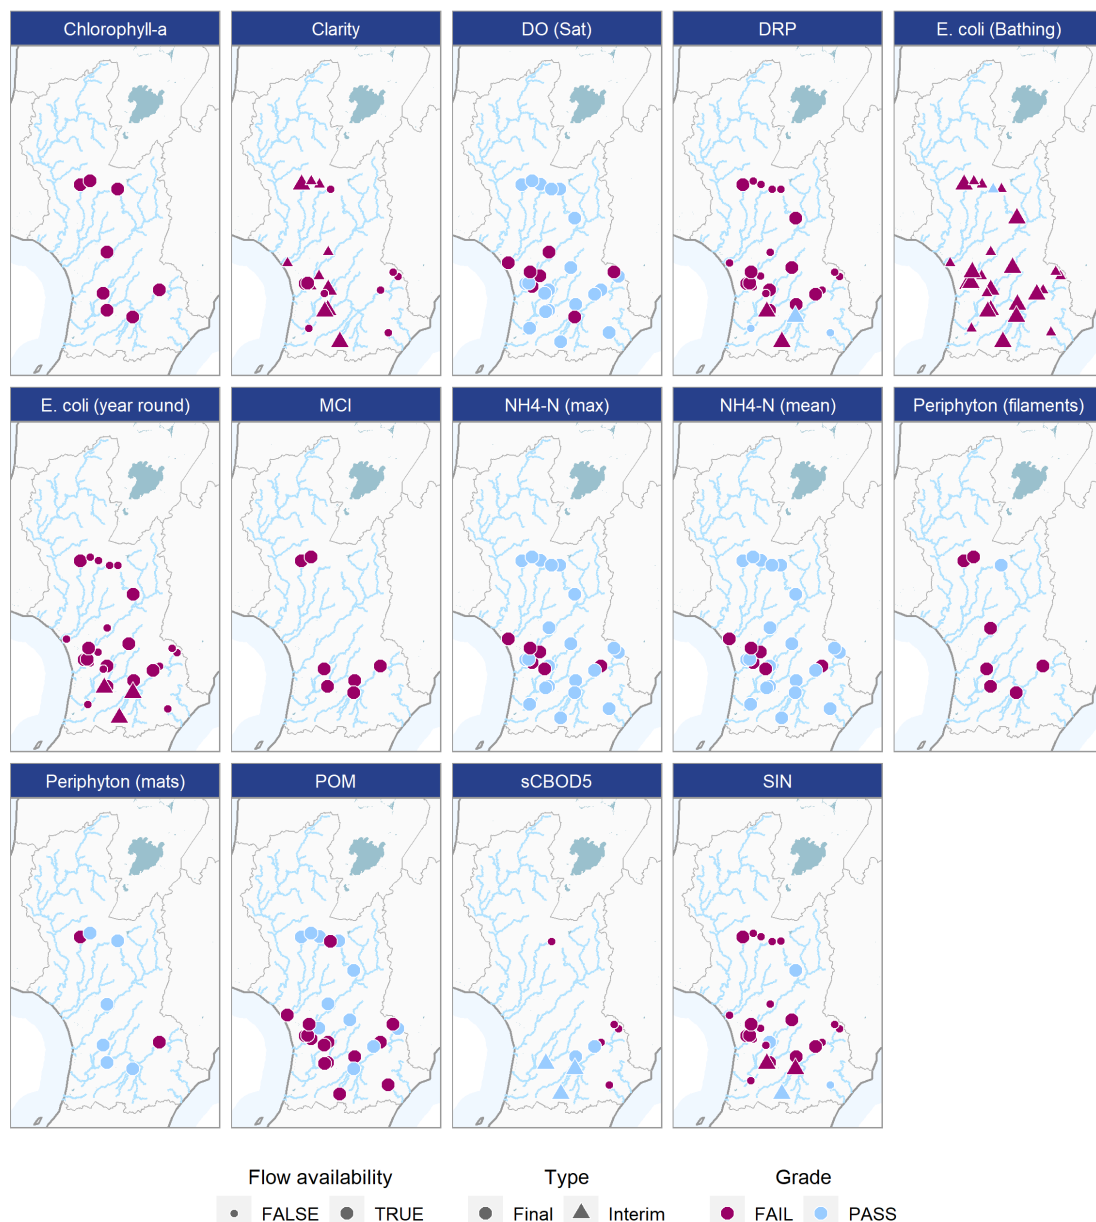 Chlorophyll-a
Clarity
DO (Sat)
DRP
E. coli (Bathing)
E. coli (year round)
MCI
NH4-N (max)
NH4-N (mean)
Periphyton (filaments)
Periphyton (mats)
POM
sCBOD5
SIN
Flow availability
Type
Grade
FALSE
TRUE
Final
Interim
FAIL
PASS